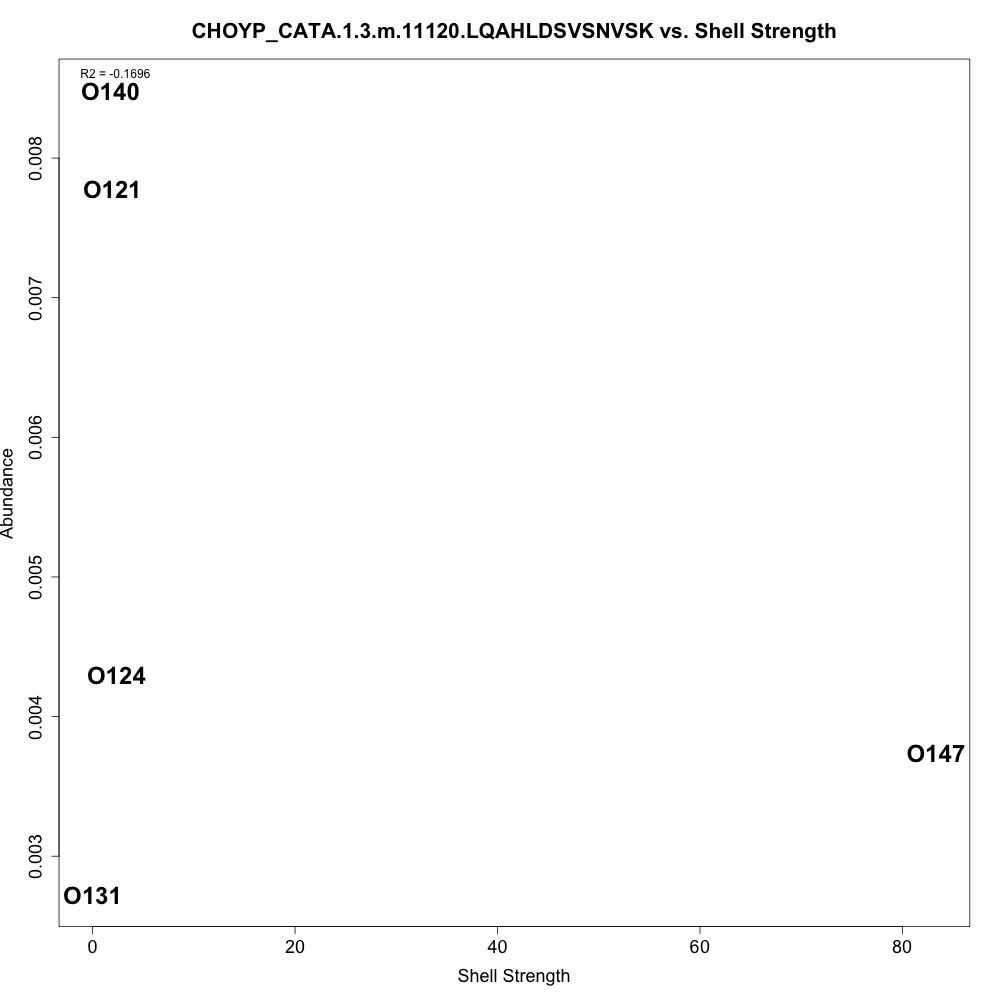 CHOYP_CATA.1.3.m.11120.LQAHLDSVSNVSK vs. Shell Strength
R2 = -0.1696
O140
0.008
O121
0.007
0.006
Abundance
0.005
O124
0.004
O147
0.003
O131
0 20 40 60 80
Shell Strength